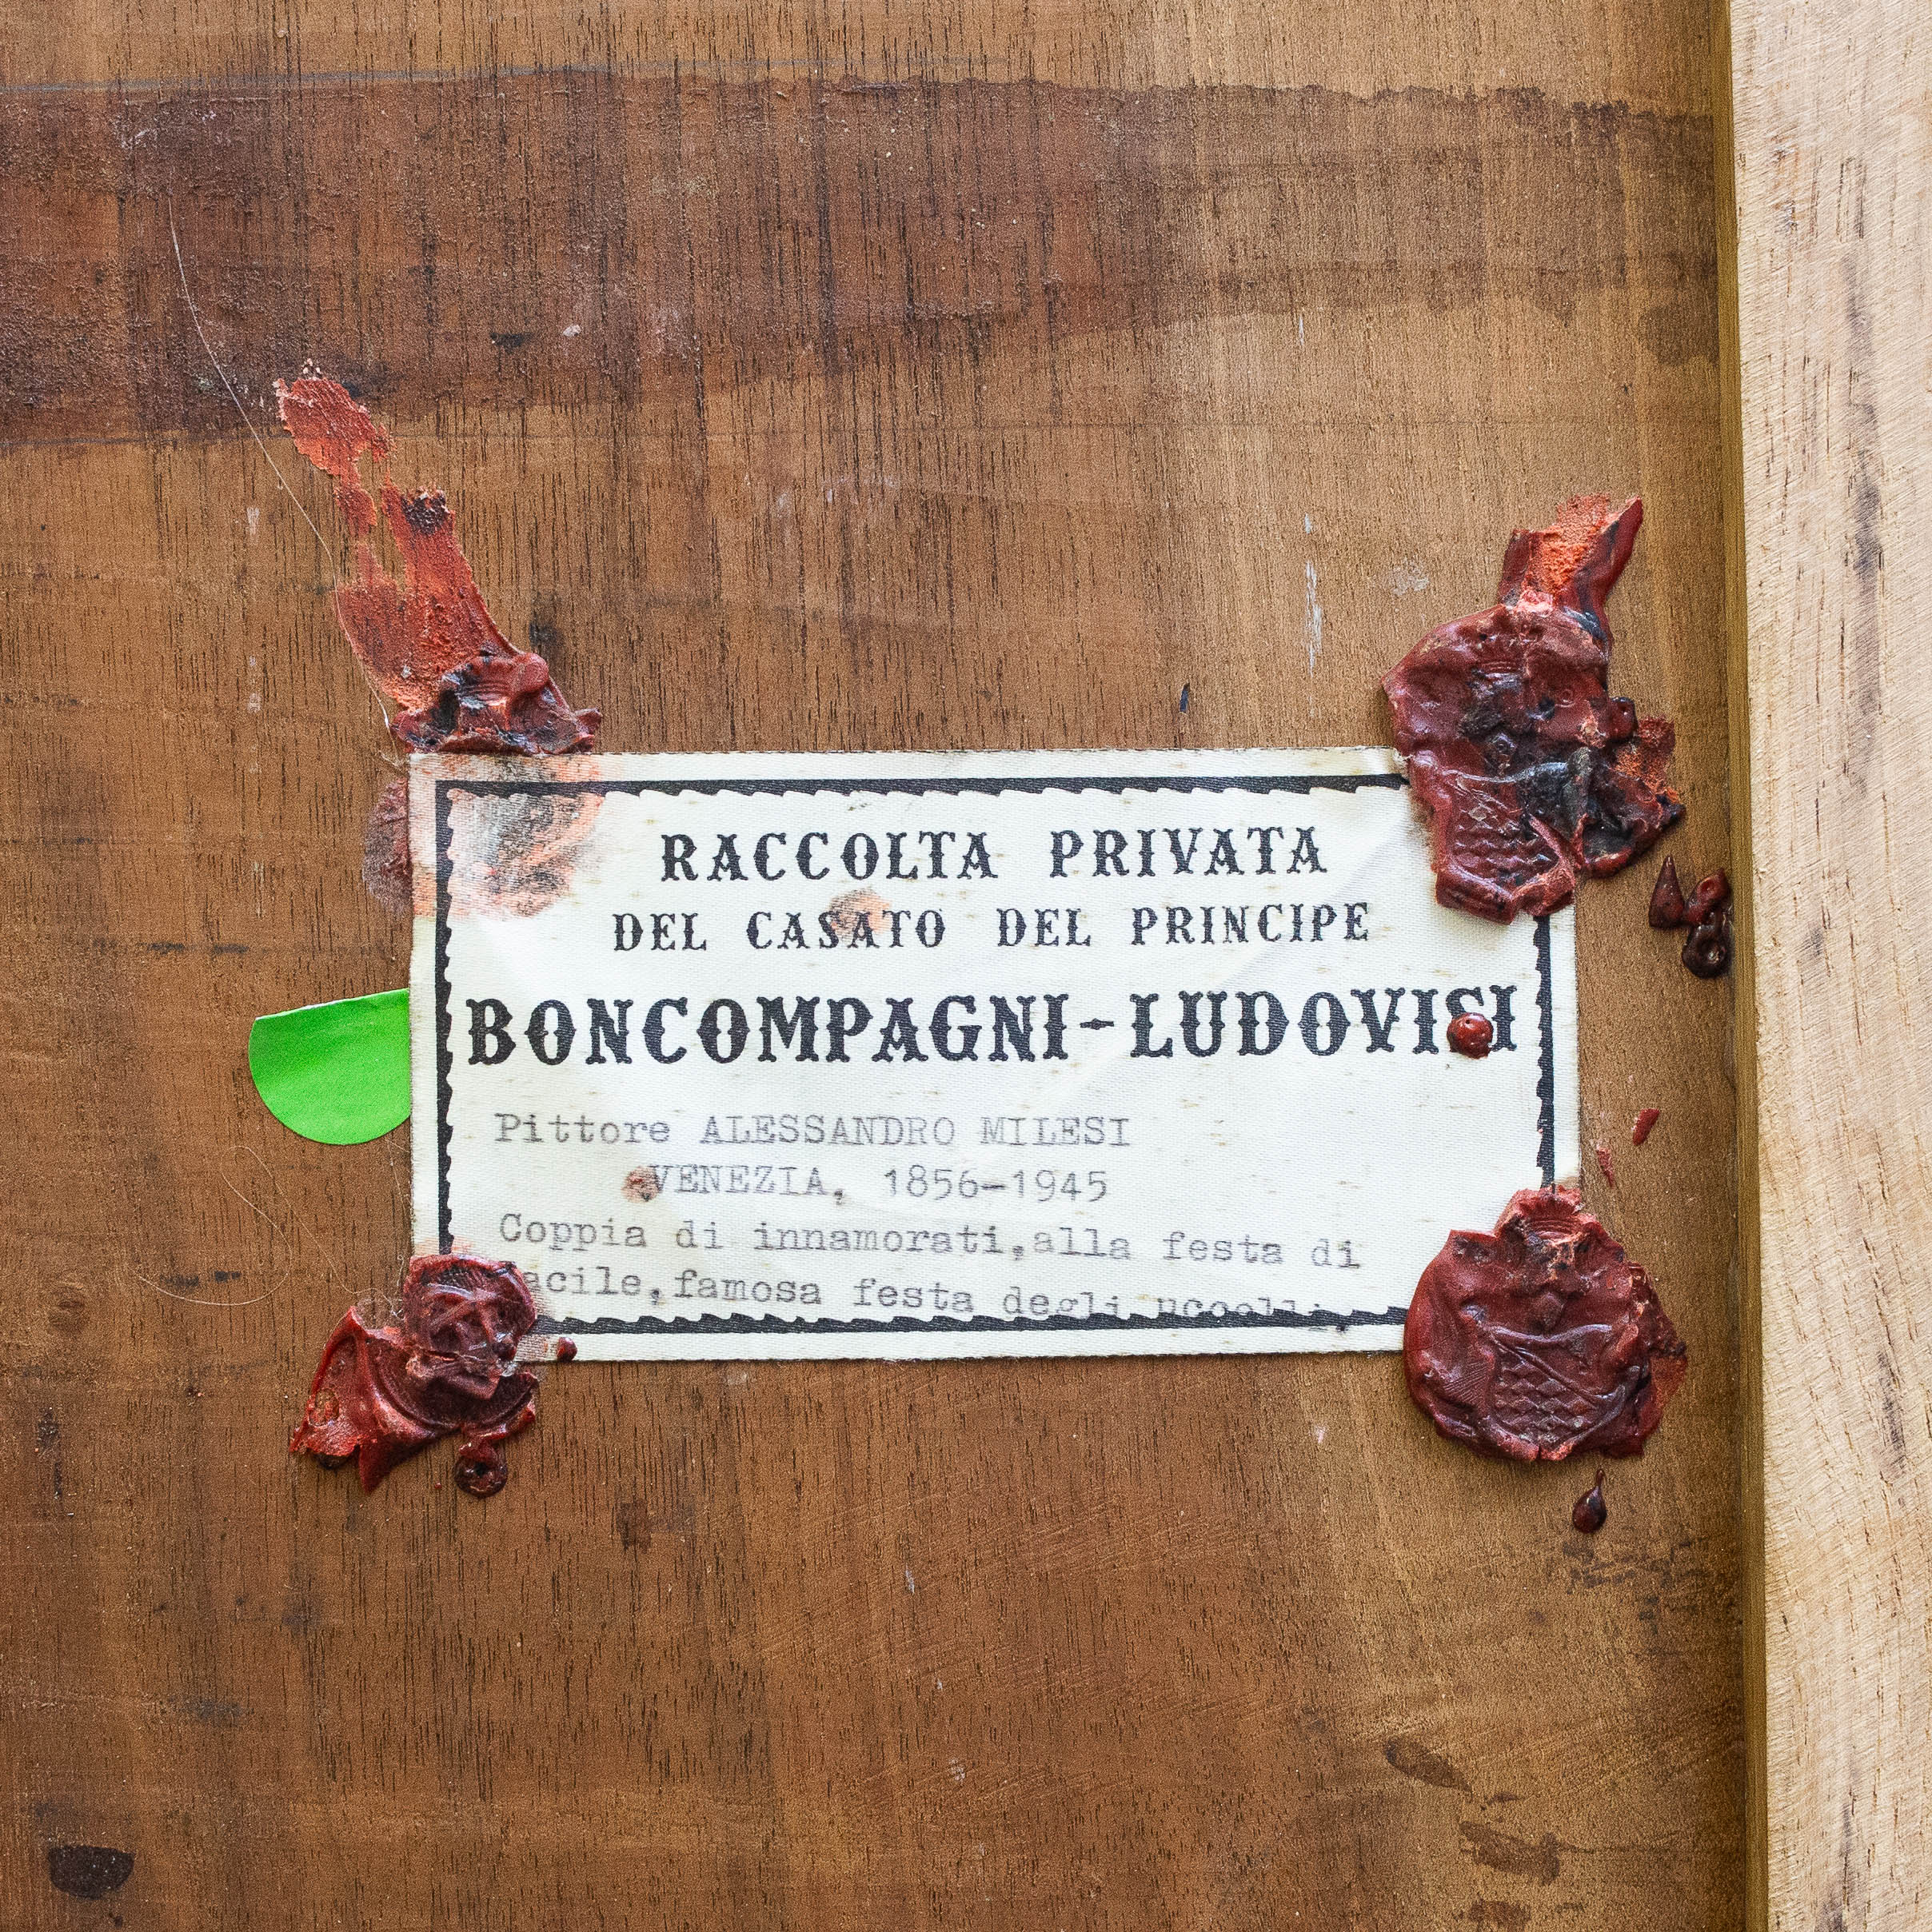 RACCOLTA PRIVATA
DEL CASATO DEL PRINCIPE
BONCOMPAGNI-LUDOVISI
Pittore ALESSANDRO MILESI
VENEZIA, 1856-1945
Coppia di innamorati,alla festa di
acile,famosa festa degli